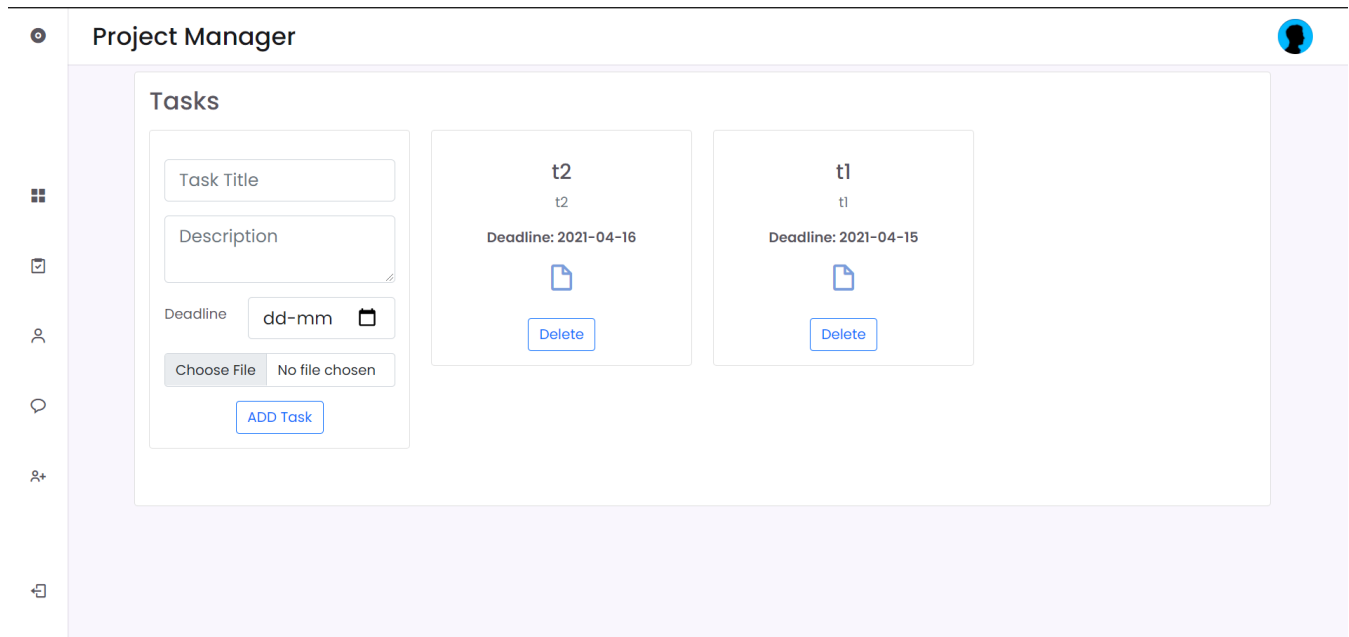 Project Manager
Tasks
Task Title
Description
Deadline
dd-mm
Choose File No file chosen
ADD Task
t2
t2
Deadline: 2021-04-16
Delete
t1
t1
Deadline: 2021-04-15
Delete